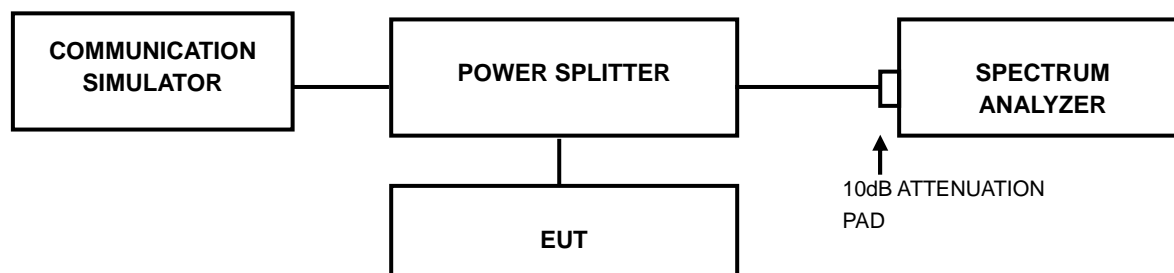 COMMUNICATION
SIMULATOR
POWER SPLITTER
SPECTRUM
ANALYZER
10dB ATTENUATION
PAD
EUT